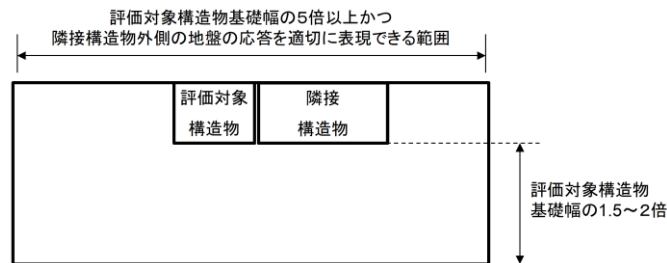 評価対象構造物基礎幅の5倍以上かつ
隣接構造物外側の地盤の応答を適切に表現できる範囲
評価対象
構造物
隣接
構造物
評価対象構造物
基礎幅の1.5～2倍